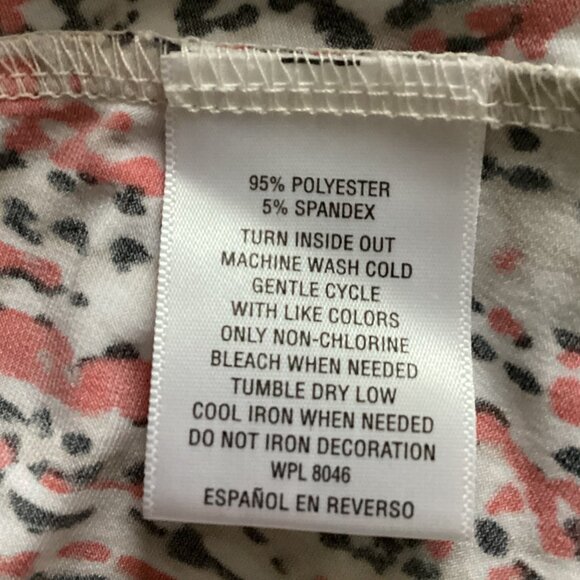 95% POLYESTER
5% SPANDEX
TURN INSIDE OUT
MACHINE WASH COLD
GENTLE CYCLE
WITH LIKE COLORS
ONLY NON-CHLORINE
BLEACH WHEN NEEDED
TUMBLE DRY LOW
COOL IRON WHEN NEEDED
DO NOT IRON DECORATION
WPL 8046
ESPAÑOL EN REVERSO